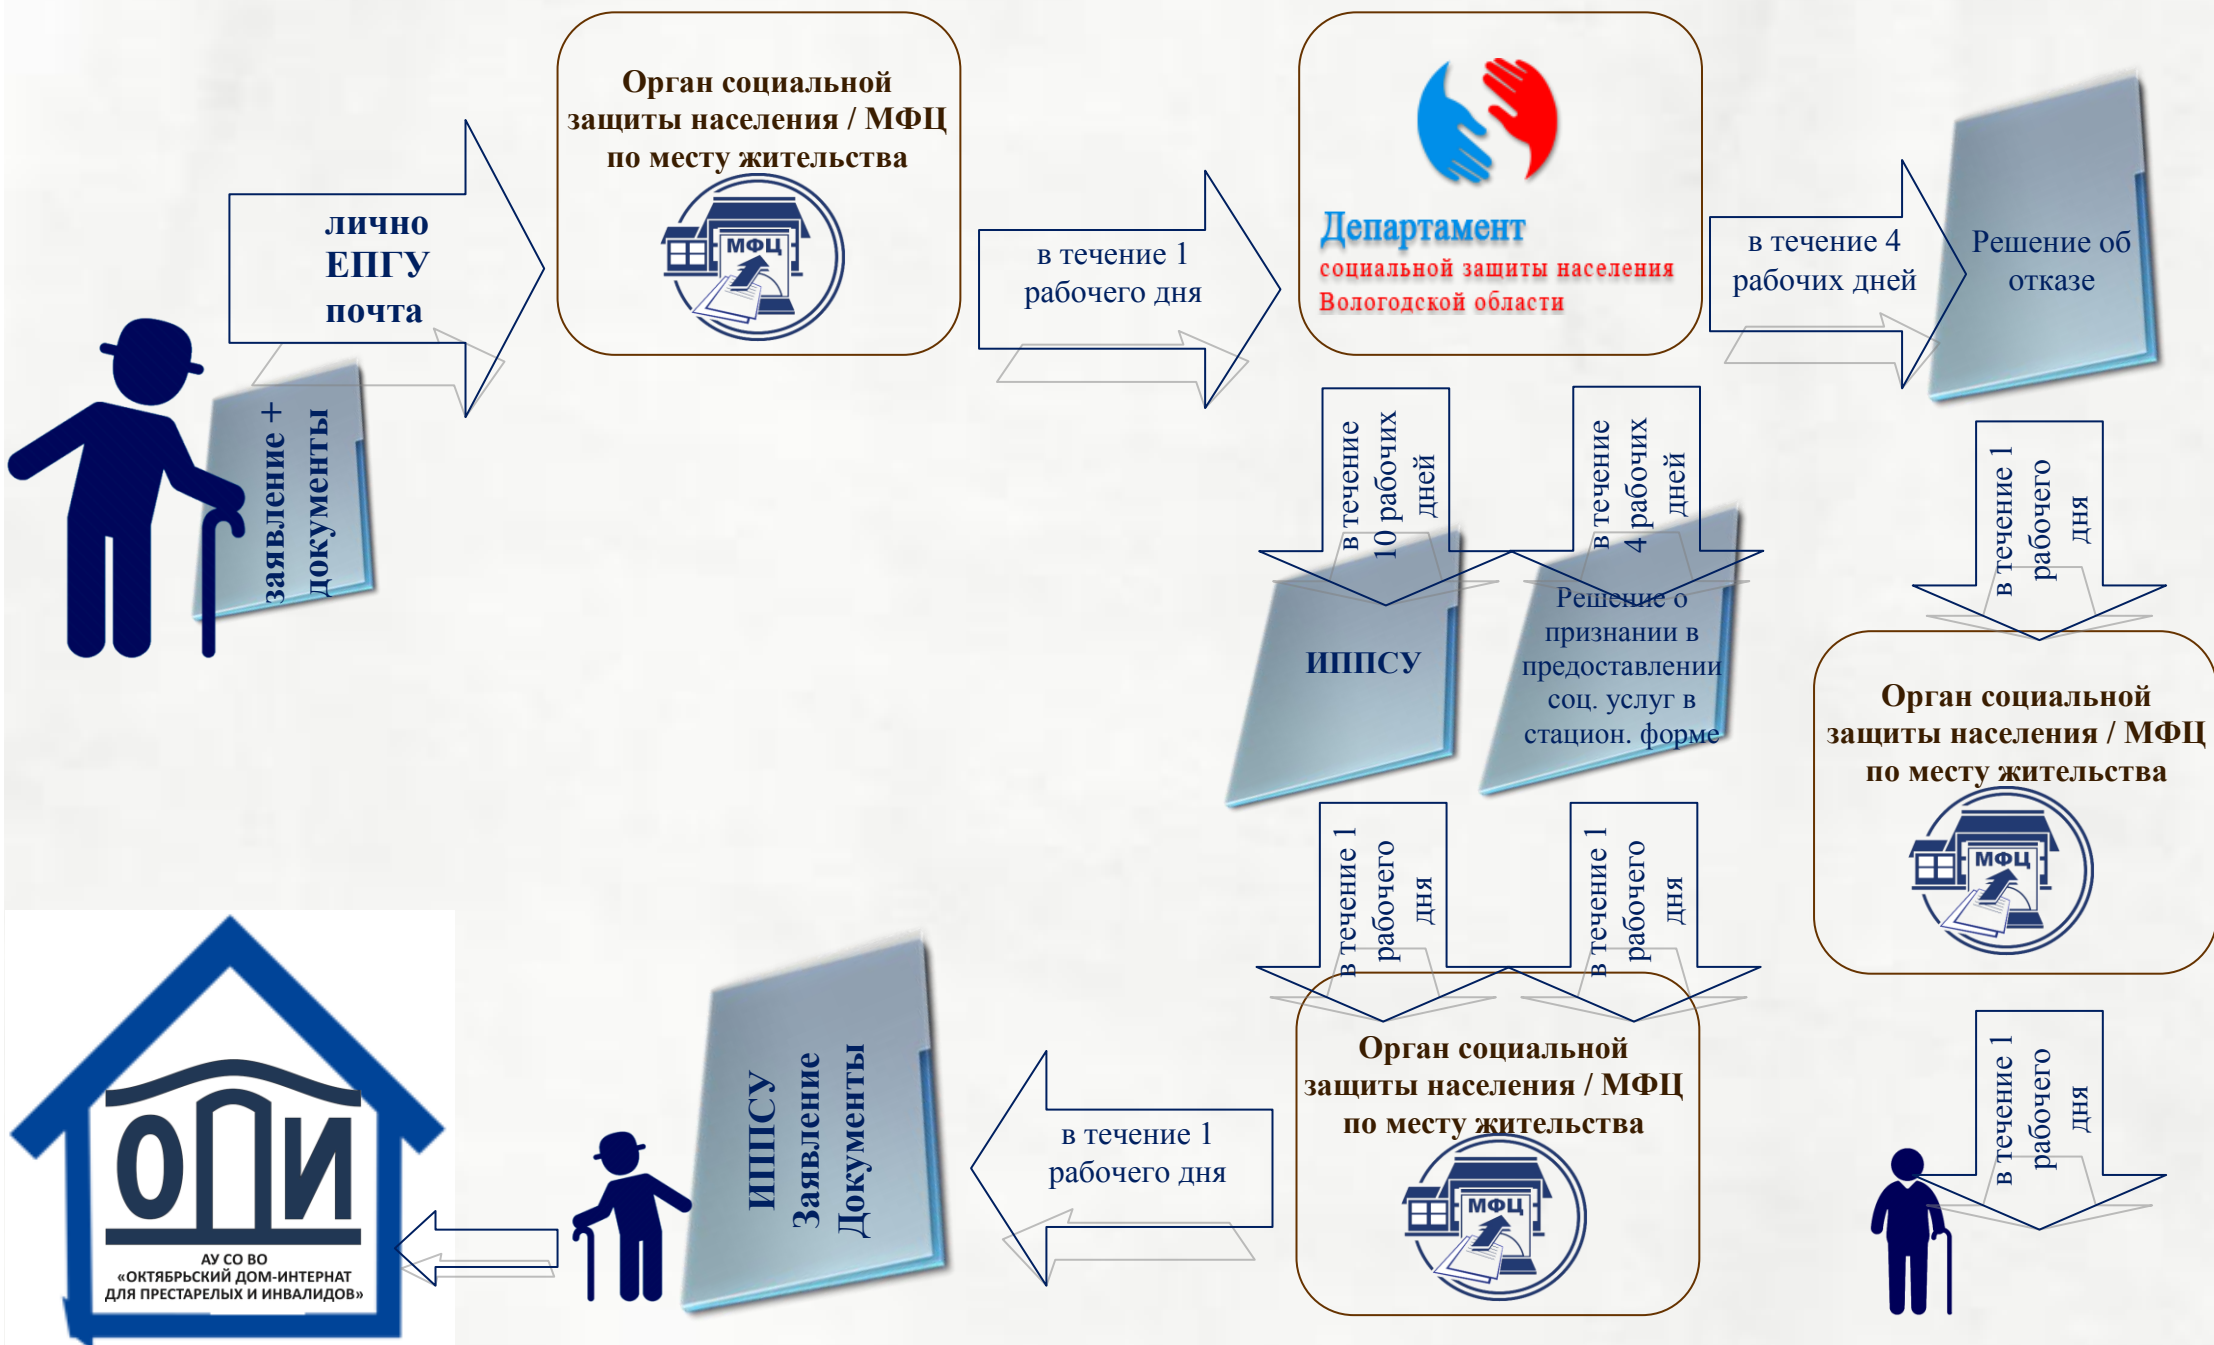 Орган социальной
защиты населения / МФЦ
по месту жительства
МФЦ
лично
ЕПГУ
почта
заявление +
документы
в течение 1
рабочего дня
Департамент
социальной защиты населения
Вологодской области
в течение 4
рабочих дней
Решение об
отказе
в течение
10 рабочих
дней
в течение
4 рабочих
дней
в течение 1
рабочего
дня
ИППСУ
Решение о
признании в
предоставлении
соц. услуг в
стацион. форме
Орган социальной
защиты населения / МФЦ
по месту жительства
МФЦ
в течение 1
рабочего
дня
в течение 1
рабочего
дня
в течение 1
рабочего
дня
Орган социальной
защиты населения / МФЦ
по месту жительства
МФЦ
в течение 1
рабочего дня
ИППСУ
Заявление
Документы
ОПИ
АУ СО ВО
«ОКТЯБРЬСКИЙ ДОМ-ИНТЕРНАТ
ДЛЯ ПРЕСТАРЕЛЫХ И ИНВАЛИДОВ»